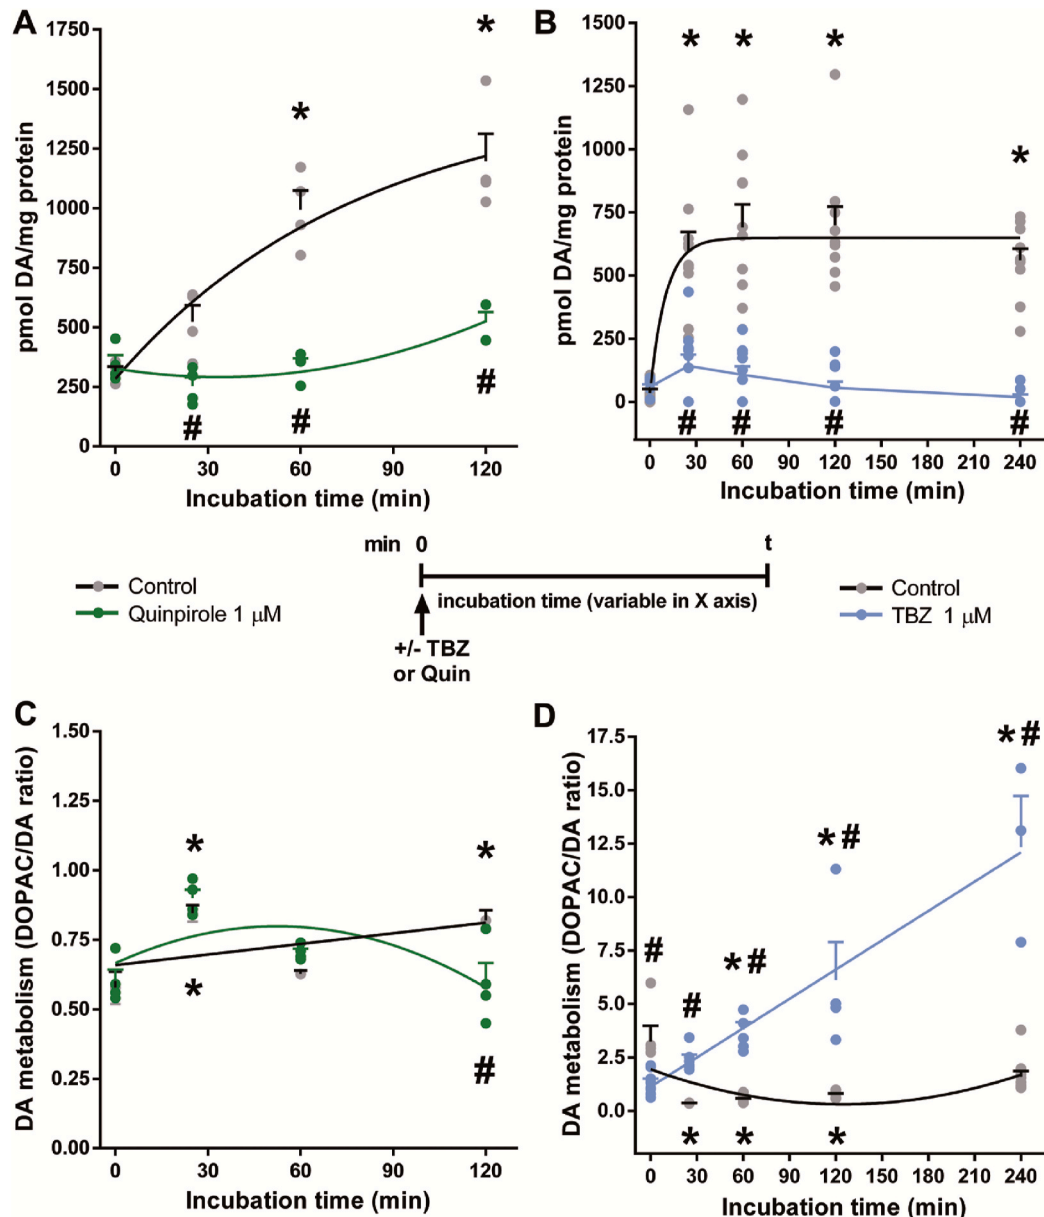 A
1750
1500
1250
1000
750
500
250
0
pmol DA/mg protein
*
*
#
#
#
0 30 60 90 120
Incubation time (min)
B
1500
1250
1000
750
500
250
0
pmol DA/mg protein
* * *
*
# # # #
0 30 60 90 120 150 180 210 240
Incubation time (min)
min 0 t
incubation time (variable in X axis)
+/- TBZ
or Quin
Control
Quinpirole 1 μM
Control
TBZ 1 μM
C
1.50
1.25
1.00
0.75
0.50
0.25
0.00
DA metabolism (DOPAC/DA ratio)
* *
*
#
0 30 60 90 120
Incubation time (min)
D
17.5
15.0
12.5
10.0
7.5
5.0
2.5
0.0
DA metabolism (DOPAC/DA ratio)
*#
*#
*#
#
#
* * *
0 30 60 90 120 150 180 210 240
Incubation time (min)